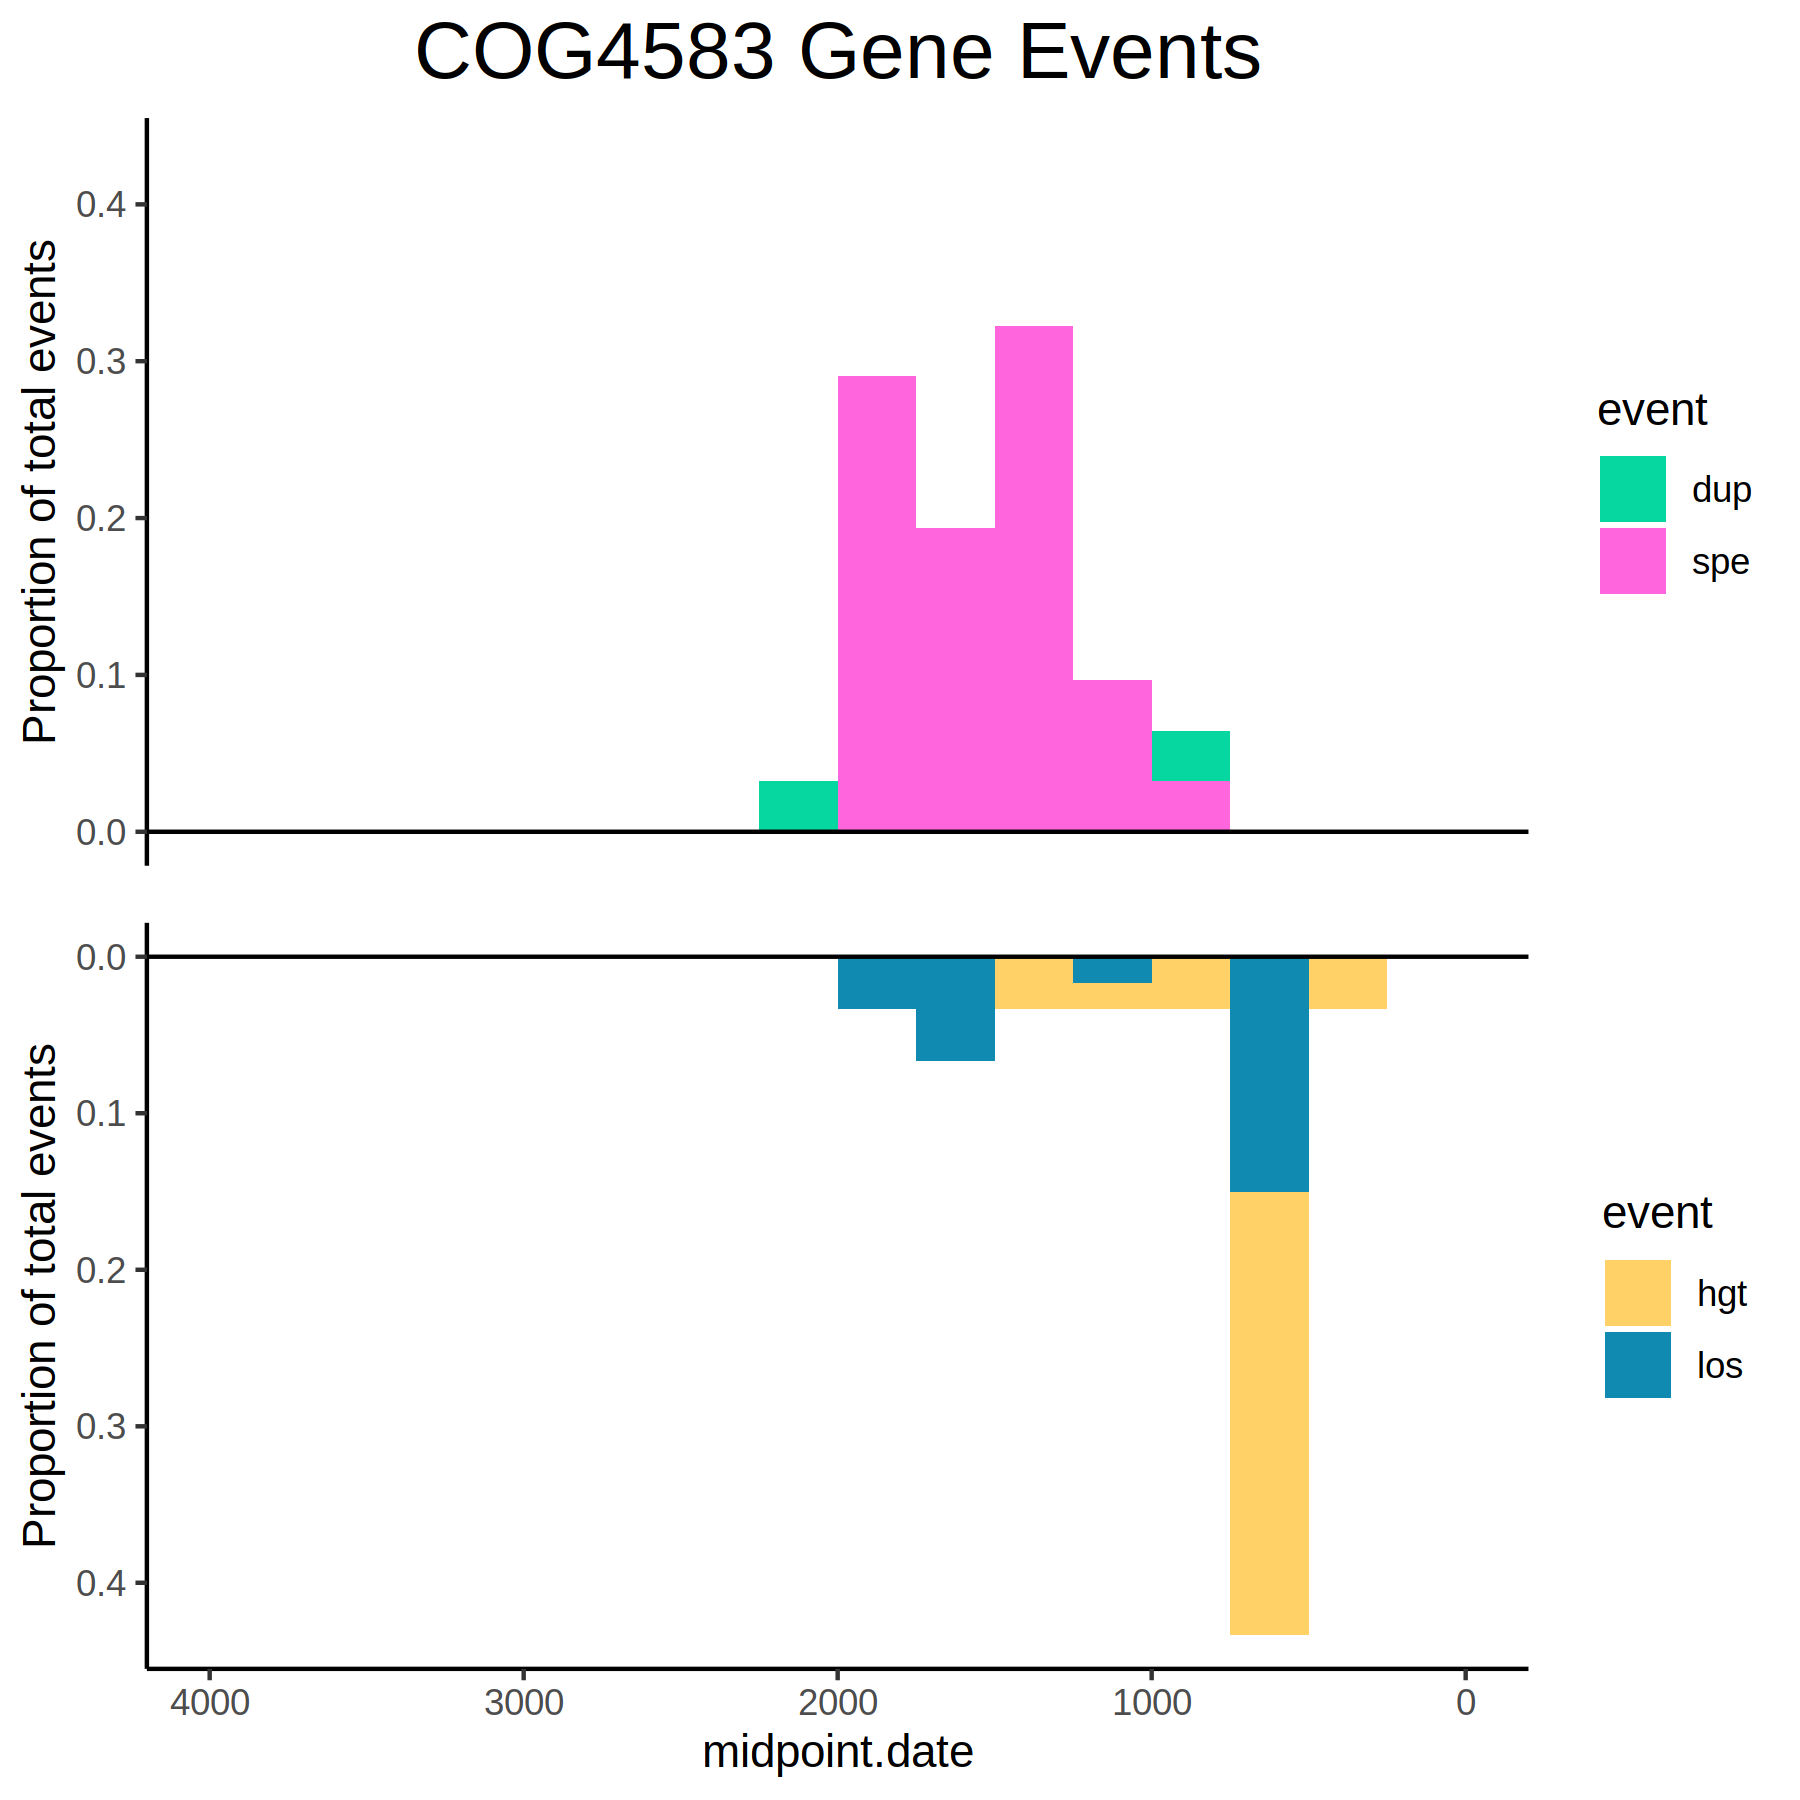 COG4583 Gene Events
Proportion of total events
0.4
0.3
0.2
0.1
0.0
event
dup
spe
Proportion of total events
0.0
0.1
0.2
0.3
0.4
event
hgt
los
4000 3000 2000 1000 0
midpoint.date